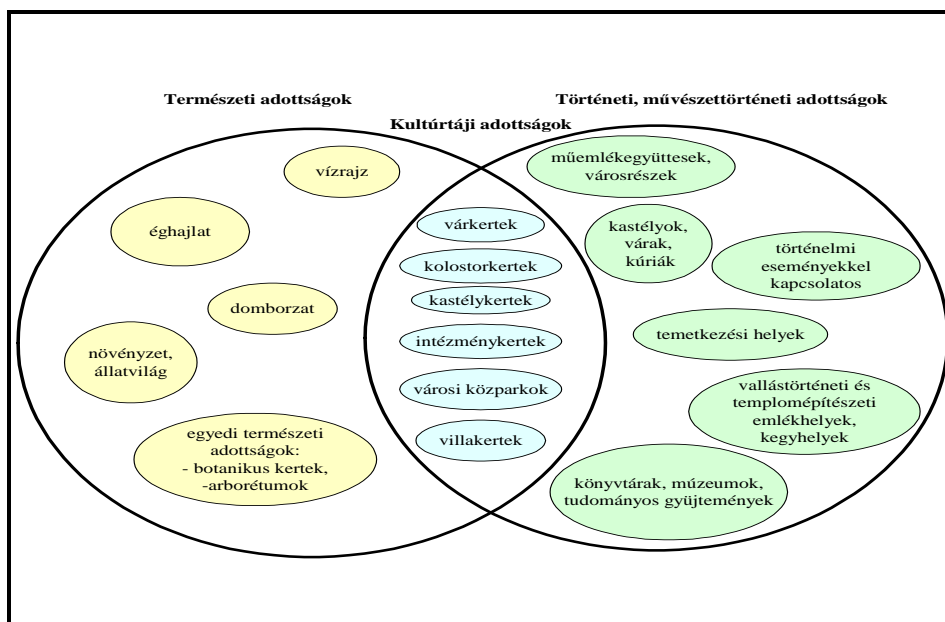 Természeti adottságok
Történeti, művészettörténeti adottságok
Kultúrtáji adottságok
vízrajz
éghajlat
domborzat
növényzet,
állatvilág
egyedi természeti
adottságok:
- botanikus kertek,
-arborétumok
várkertek
kolostorkertek
kastélykertek
intézménykertek
városi közparkok
villakertek
műemlékegyüttesek,
városrészek
kastélyok,
várak,
kúriák
történelmi
eseményekkel
kapcsolatos
temetkezési helyek
vallástörténeti és
templomépítészeti
emlékhelyek,
kegyhelyek
könyvtárak, múzeumok,
tudományos gyüjtemények